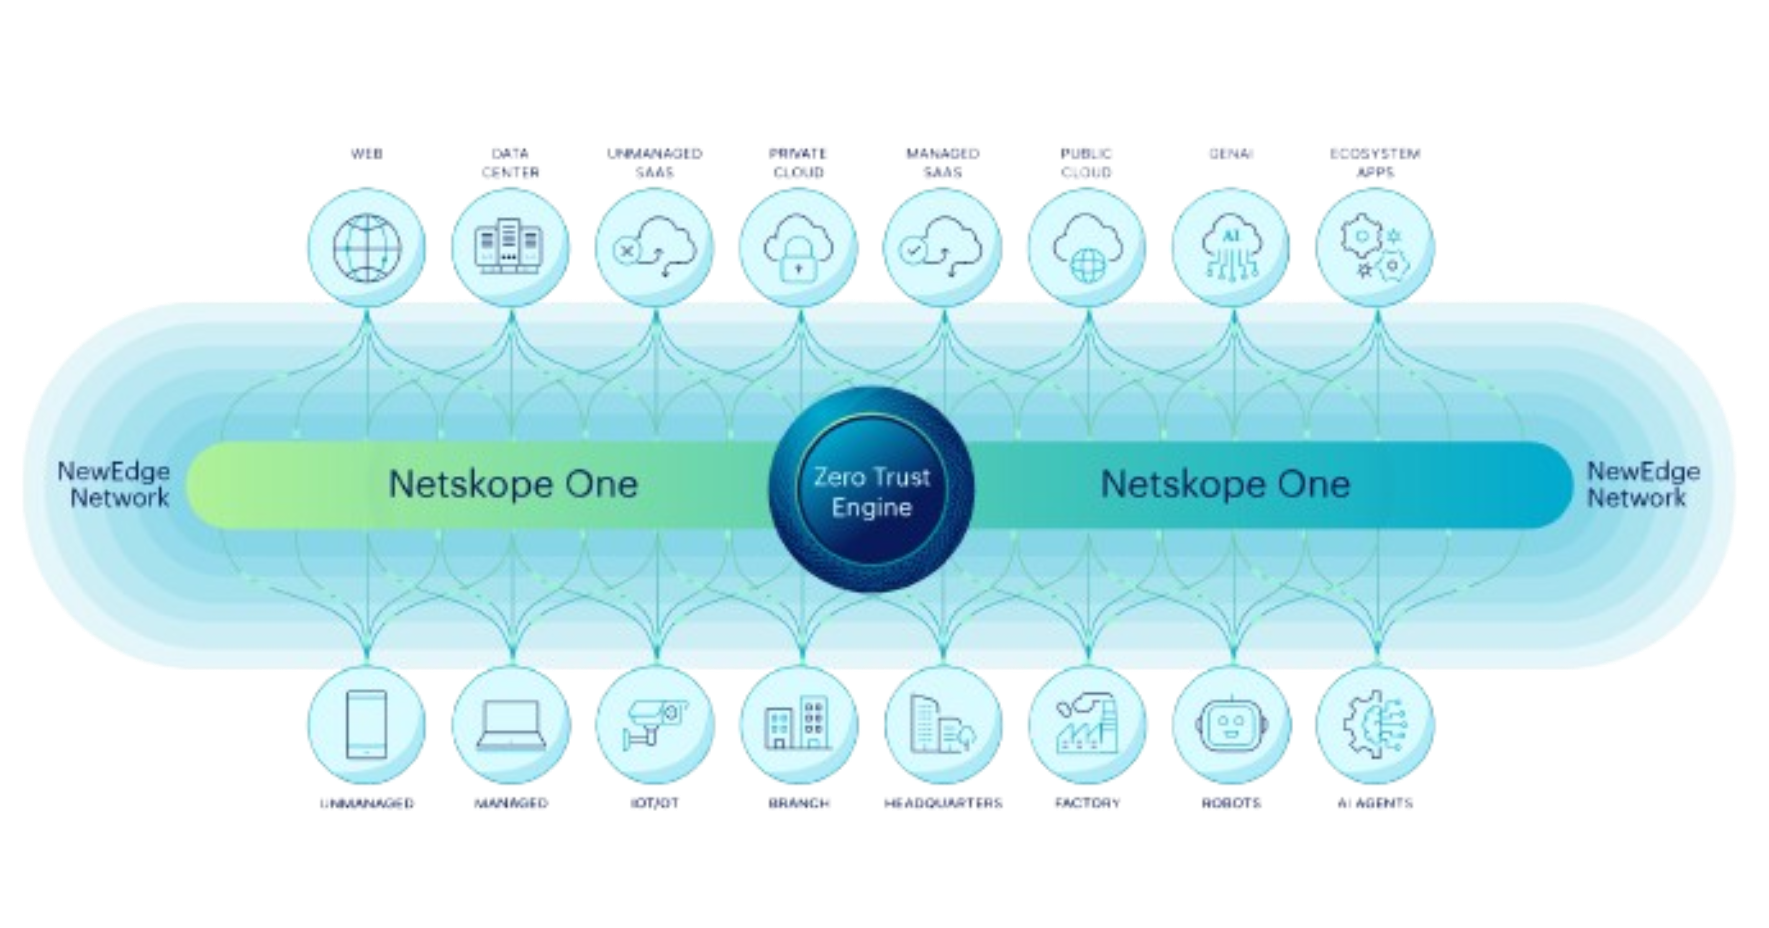 WEB
DATA
CENTER
UNMANAGED
SAAS
PRIVATE
CLOUD
MANAGED
SAAS
PUBLIC
CLOUD
GENAI
ECOSYSTEM
APPS
AI
NewEdge
Network
Netskope One
Zero Trust
Engine
Netskope One
NewEdge
Network
UNMANAGED
MANAGED
IOT/OT
BRANCH
HEADQUARTERS
FACTORY
ROBOTS
AI AGENTS